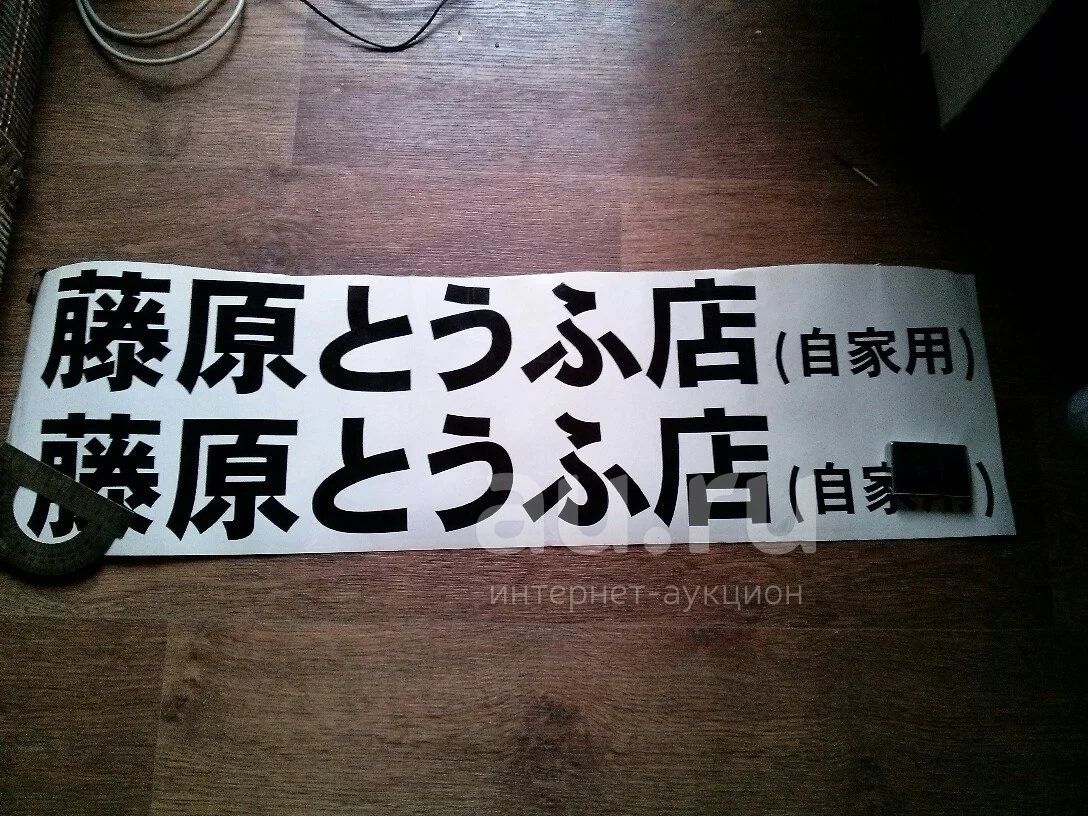 藤原とうふ店(自家用)
藤原とうふ店(自家 )
au.ru
интернет-аукцион